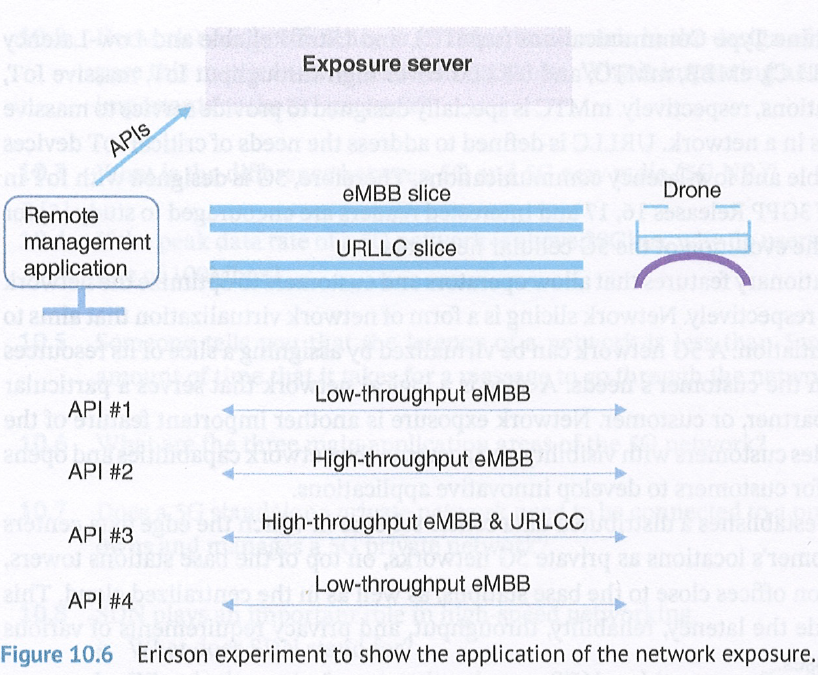 Exposure server
APIs
Remote
management
application
eMBB slice
URLLC slice
Drone
API #1
Low-throughput eMBB
API #2
High-throughput eMBB
API #3
High-throughput eMBB & URLCC
API #4
Low-throughput eMBB
Figure 10.6 Ericson experiment to show the application of the network exposure.